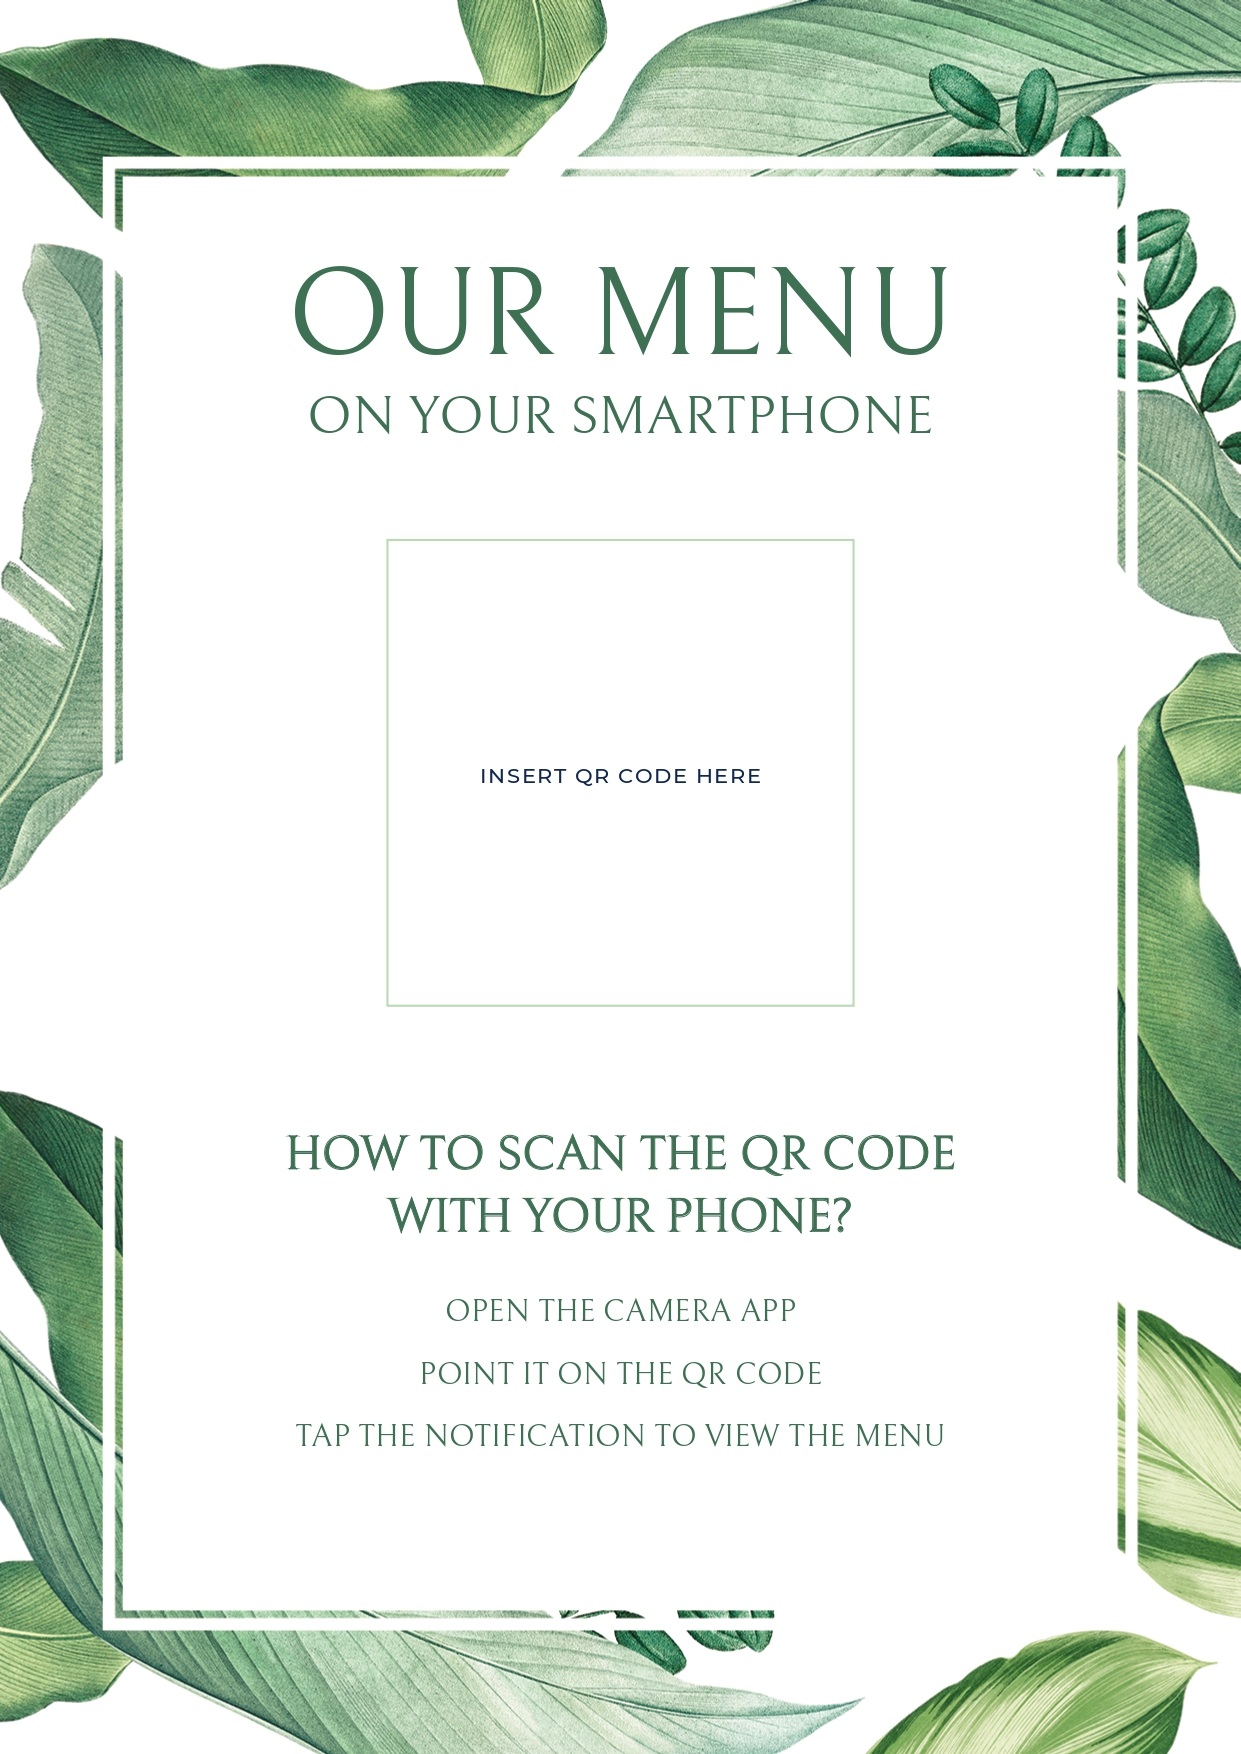 OUR MENU
ON YOUR SMARTPHONE
INSERT QR CODE HERE
HOW TO SCAN THE QR CODE
WITH YOUR PHONE?
OPEN THE CAMERA APP
POINT IT ON THE QR CODE
TAP THE NOTIFICATION TO VIEW THE MENU